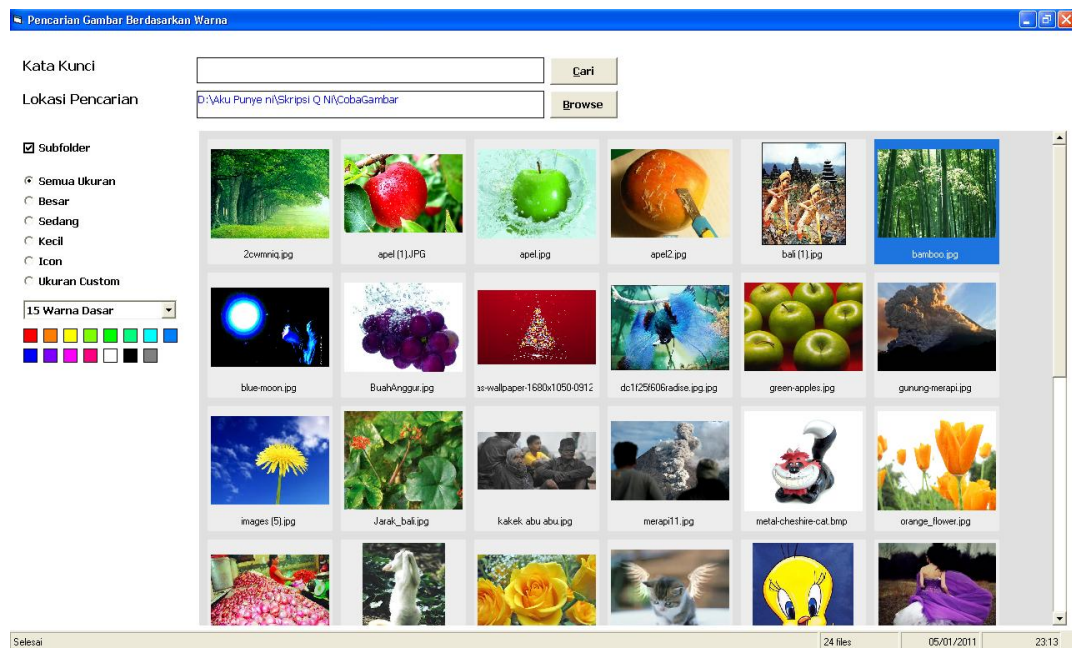 Pencarian Gambar Berdasarkan Warna
Kata Kunci
Cari
Lokasi Pencarian
D:\Aku Punye ni\Skripsi Q Ni\CobaGambar
Browse
Subfolder
Semua Ukuran
Besar
Sedang
Kecil
Icon
Ukuran Custom
15 Warna Dasar
2cwmniq.jpg
apel (1).JPG
apel.jpg
apel2.jpg
bali (1).jpg
bamboo.jpg
blue-moon.jpg
BuahAnggur.jpg
as-wallpaper-1680x1050-0912
dc1f25f606radise.jpg.jpg
green-apples.jpg
gunung-merapi.jpg
images (5).jpg
Jarak_bali.jpg
kakek abu abu.jpg
merapi11.jpg
metal-cheshire-cat.bmp
orange_flower.jpg
Selesai
24 files
05/01/2011
23:13